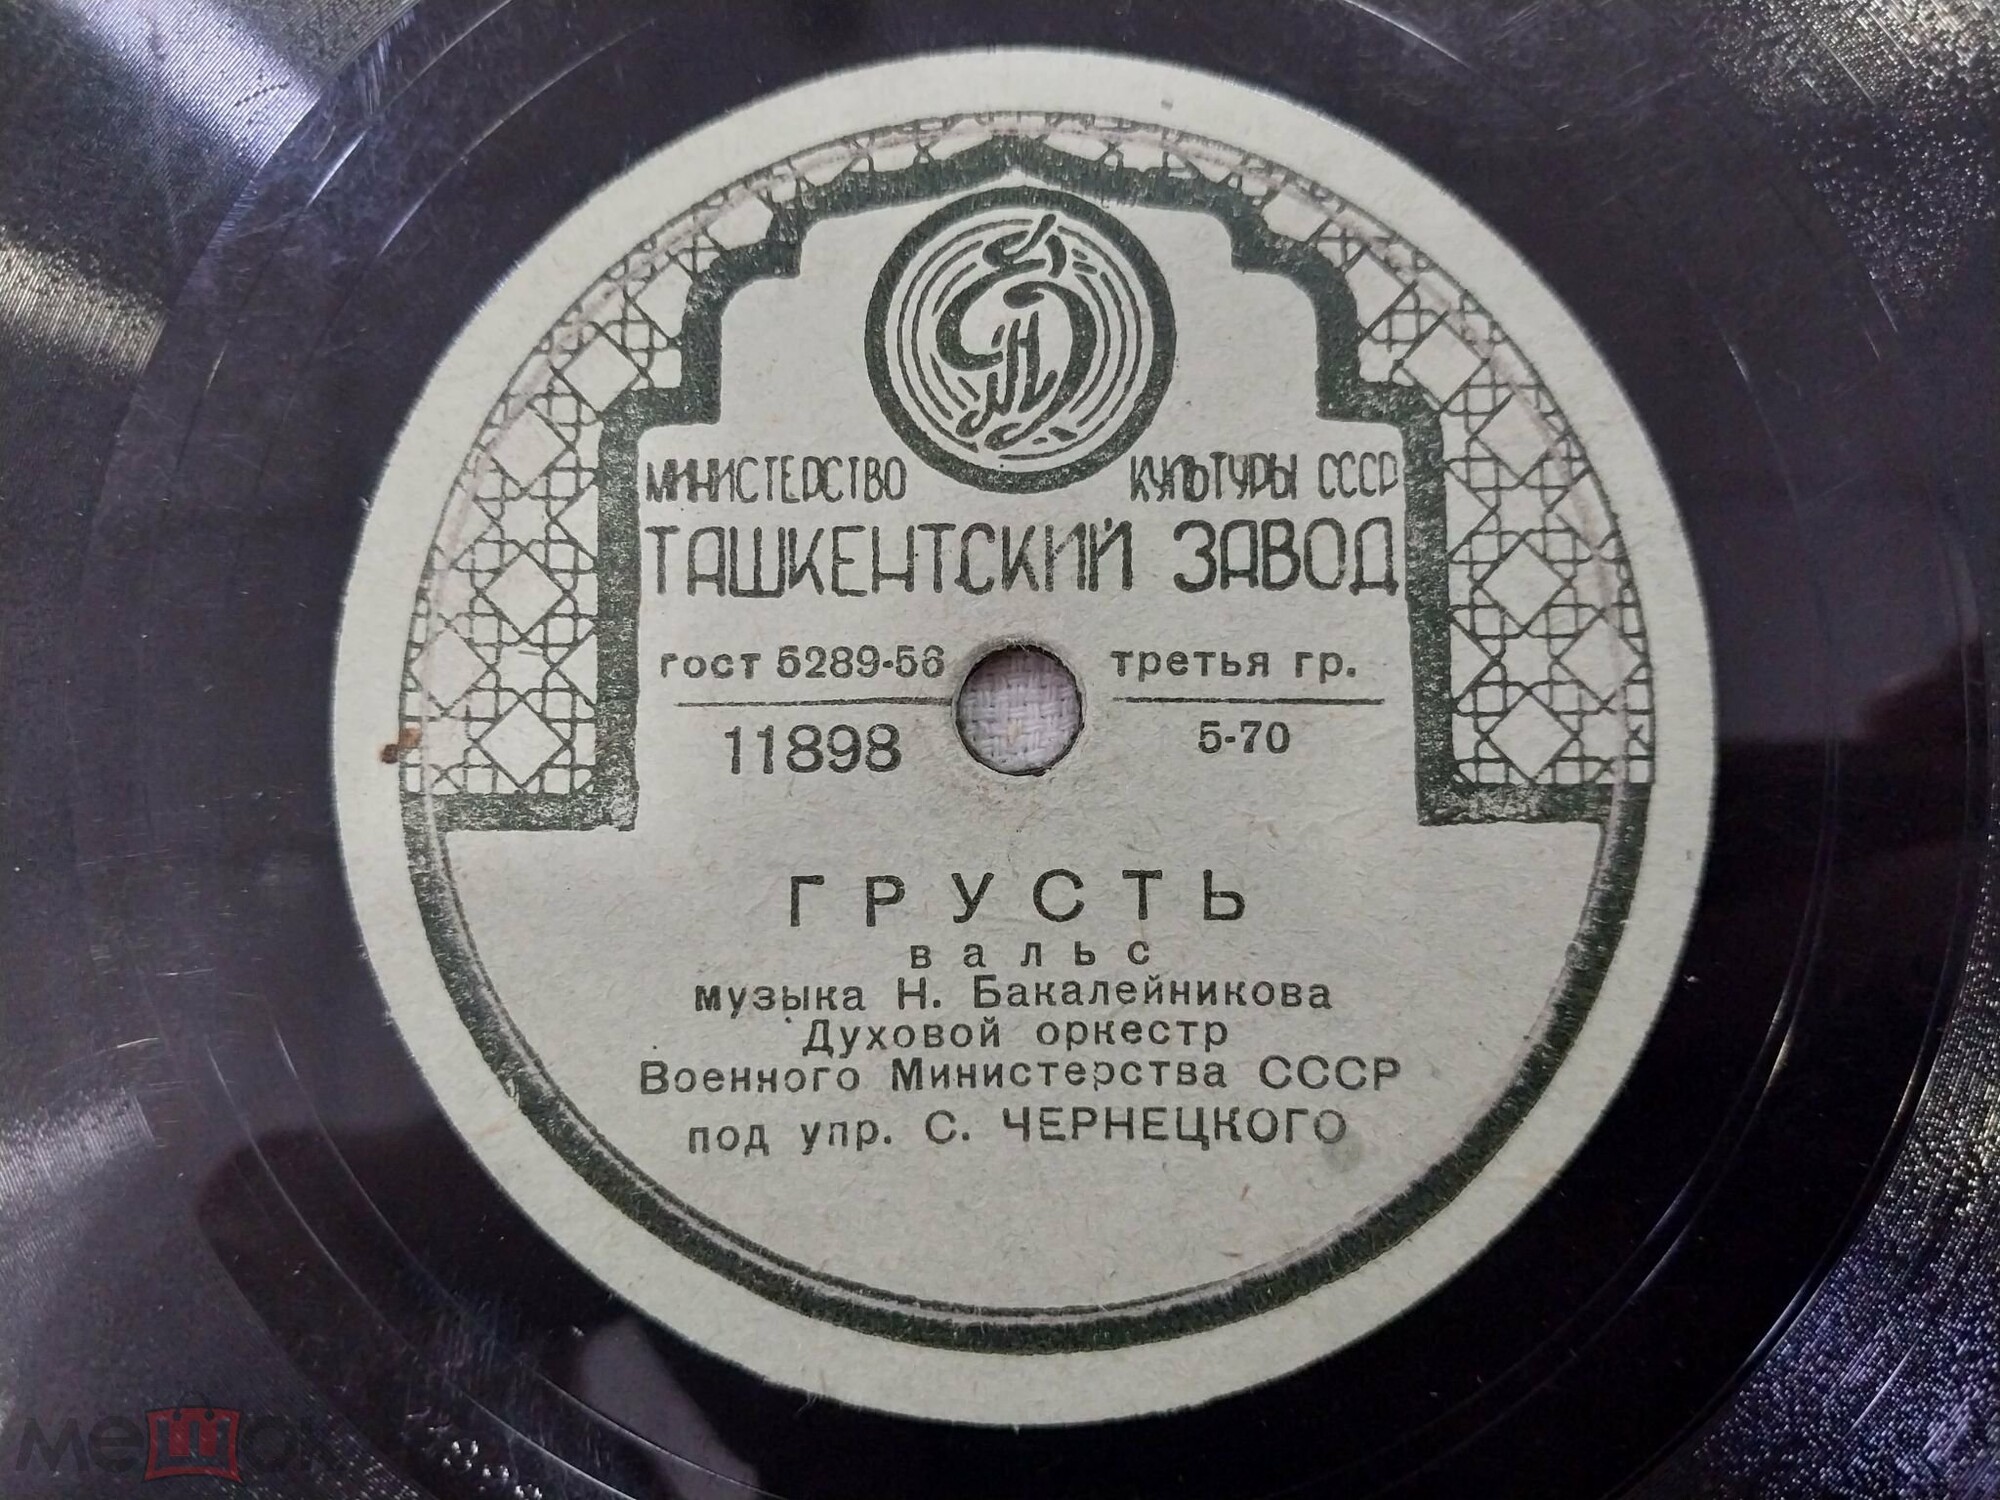 МИНИСТЕРСТВО КУЛЬТУРЫ СССР
ТАШКЕНТСКИЙ ЗАВОД
гост 5289-56 третья гр.
11898 5-70
ГРУСТЬ
вальс
музыка Н. Бакалейникова
Духовой оркестр
Военного Министерства СССР
под упр. С. ЧЕРНЕЦКОГО
мешок